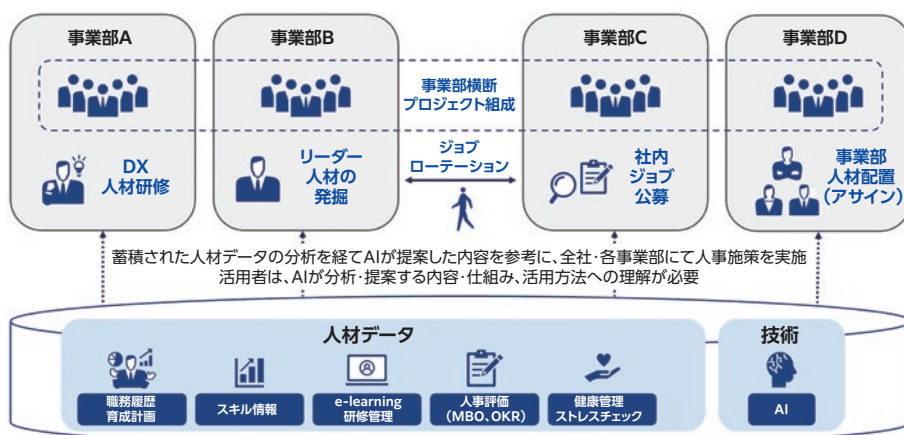 事業部A
事業部B
事業部C
事業部D
事業部横断
プロジェクト組成
DX
人材研修
リーダー
人材の
発掘
ジョブ
ローテーション
社内
ジョブ
公募
事業部
人材配置
(アサイン)
蓄積された人材データの分析を経てAIが提案した内容を参考に、全社・各事業部にて人事施策を実施
活用者は、AIが分析・提案する内容・仕組み、活用方法への理解が必要
人材データ
技術
職務履歴
育成計画
スキル情報
e-learning
研修管理
人事評価
(MBO、OKR)
健康管理
ストレスチェック
AI